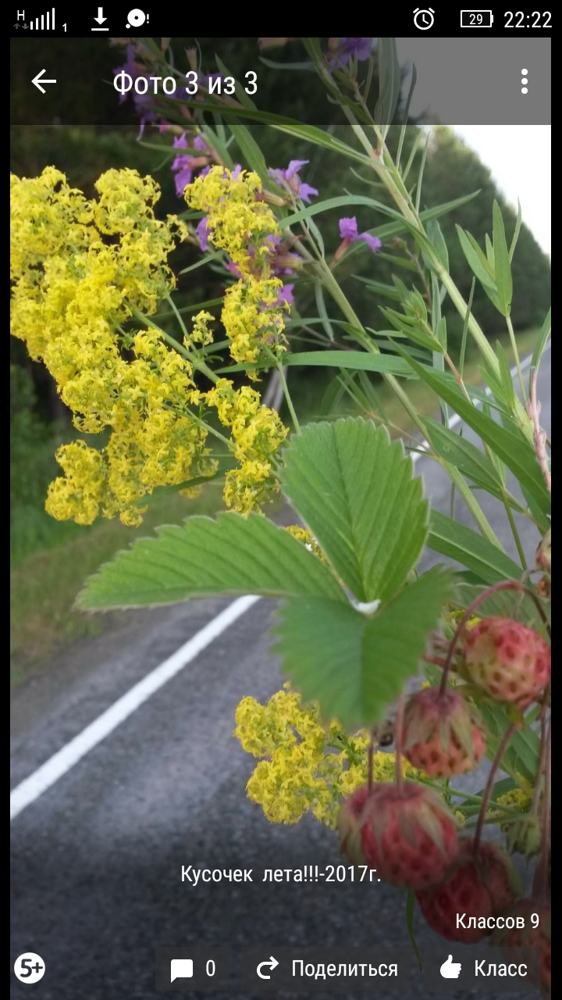 H 1 29 22:22
Фото 3 из 3
Кусочек лета!!!-2017г.
Классов 9
5+ 0 Поделиться Класс